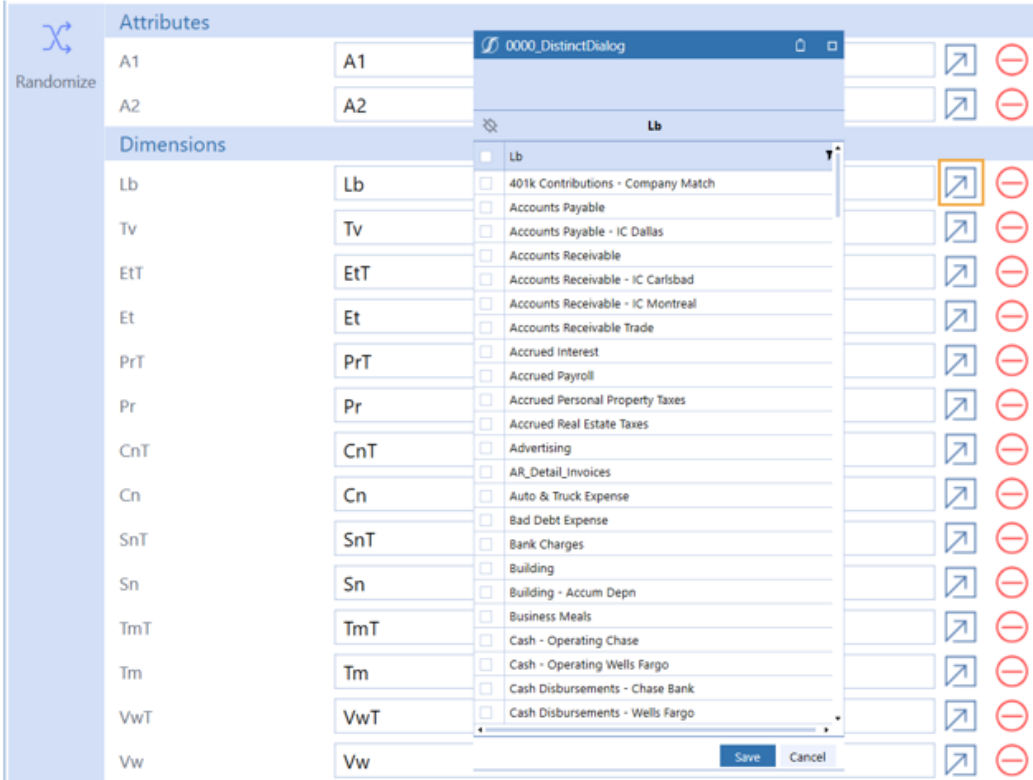 Randomize
Attributes
A1 A1
A2 A2
Dimensions
Lb Lb
Tv Tv
EtT EtT
Et Et
PrT PrT
Pr Pr
CnT CnT
Cn Cn
SnT SnT
Sn Sn
TmT TmT
Tm Tm
VwT VwT
Vw Vw
0000_DistinctDialog
Lb
Lb
401k Contributions - Company Match
Accounts Payable
Accounts Payable - IC Dallas
Accounts Receivable
Accounts Receivable - IC Carlsbad
Accounts Receivable - IC Montreal
Accounts Receivable Trade
Accrued Interest
Accrued Payroll
Accrued Personal Property Taxes
Accrued Real Estate Taxes
Advertising
AR_Detail_Invoices
Auto & Truck Expense
Bad Debt Expense
Bank Charges
Building
Building - Accum Depn
Business Meals
Cash - Operating Chase
Cash - Operating Wells Fargo
Cash Disbursements - Chase Bank
Cash Disbursements - Wells Fargo
Save Cancel